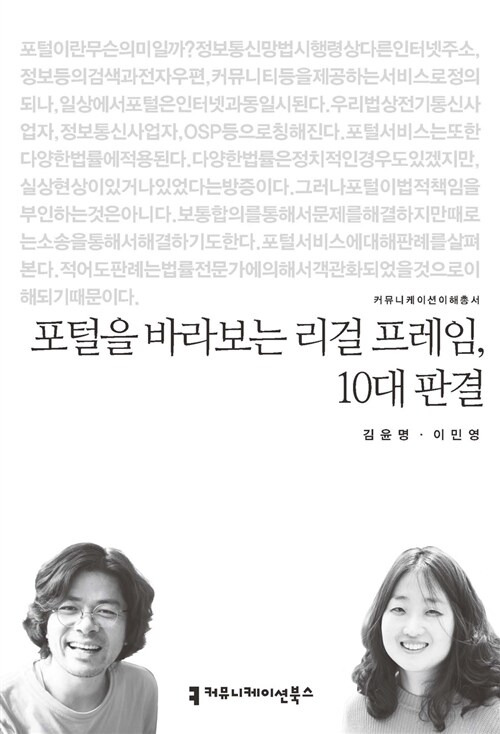 포털이란무슨의미일까?정보통신망법시행령상다른인터넷주소,
정보등의검색과전자우편,커뮤니티등을제공하는서비스로정의
되나,일상에서포털은인터넷과동일시된다.우리법상전기통신사
업자,정보통신사업자,OSP등으로칭해진다.포털서비스는또한
다양한법률에적용된다.다양한법률은정치적인경우도있겠지만,
실상현상이있거나있었다는방증이다.그러나포털이법적책임을
부인하는것은아니다.보통합의를통해서문제를해결하지만때로
는소송을통해서해결하기도한다.포털서비스에대해판례를살펴
본다.적어도판례는법률전문가에의해서객관화되었을것으로이
해되기때문이다.
커뮤니케이션이해총서
포털을 바라보는 리걸 프레임,
10대 판결
김윤명 · 이민영
커뮤니케이션북스